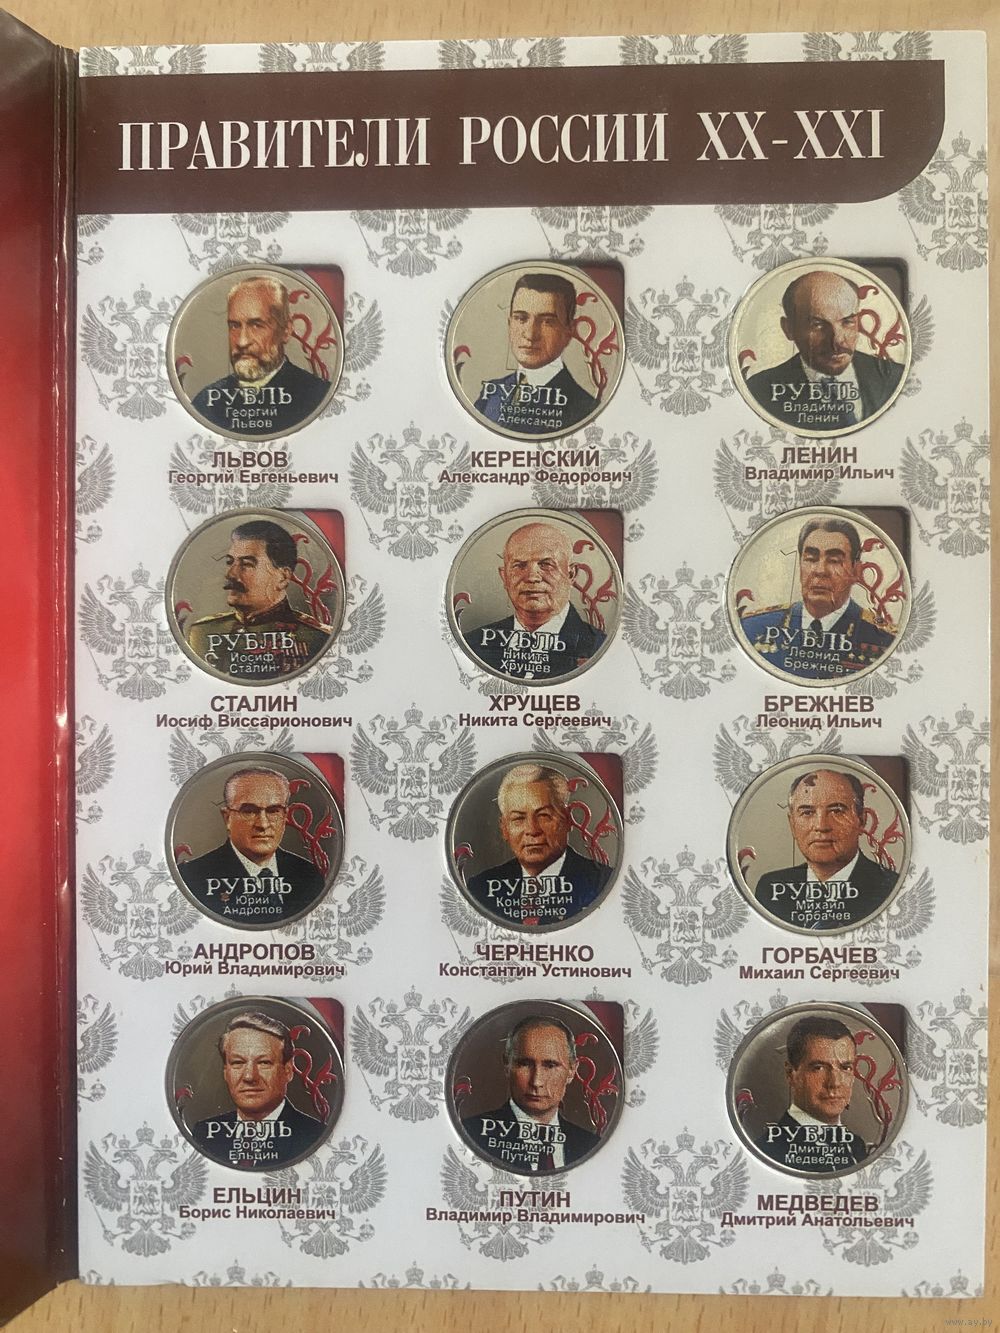 ПРАВИТЕЛИ РОССИИ XX-XXI
РУБЛЬ
Георгий
Львов
ЛЬВОВ
Георгий Евгеньевич
РУБЛЬ
Керенский
Александр
КЕРЕНСКИЙ
Александр Федорович
РУБЛЬ
Владимир
Ленин
ЛЕНИН
Владимир Ильич
РУБЛЬ
Иосиф
Сталин
СТАЛИН
Иосиф Виссарионович
РУБЛЬ
Никита
Хрущев
ХРУЩЕВ
Никита Сергеевич
РУБЛЬ
Леонид
Брежнев
БРЕЖНЕВ
Леонид Ильич
РУБЛЬ
Юрий
Андропов
АНДРОПОВ
Юрий Владимирович
РУБЛЬ
Константин
Черненко
ЧЕРНЕНКО
Константин Устинович
РУБЛЬ
Михаил
Горбачев
ГОРБАЧЕВ
Михаил Сергеевич
РУБЛЬ
Борис
Ельцин
ЕЛЬЦИН
Борис Николаевич
РУБЛЬ
Владимир
Путин
ПУТИН
Владимир Владимирович
РУБЛЬ
Дмитрий
Медведев
МЕДВЕДЕВ
Дмитрий Анатольевич
www.ay.by